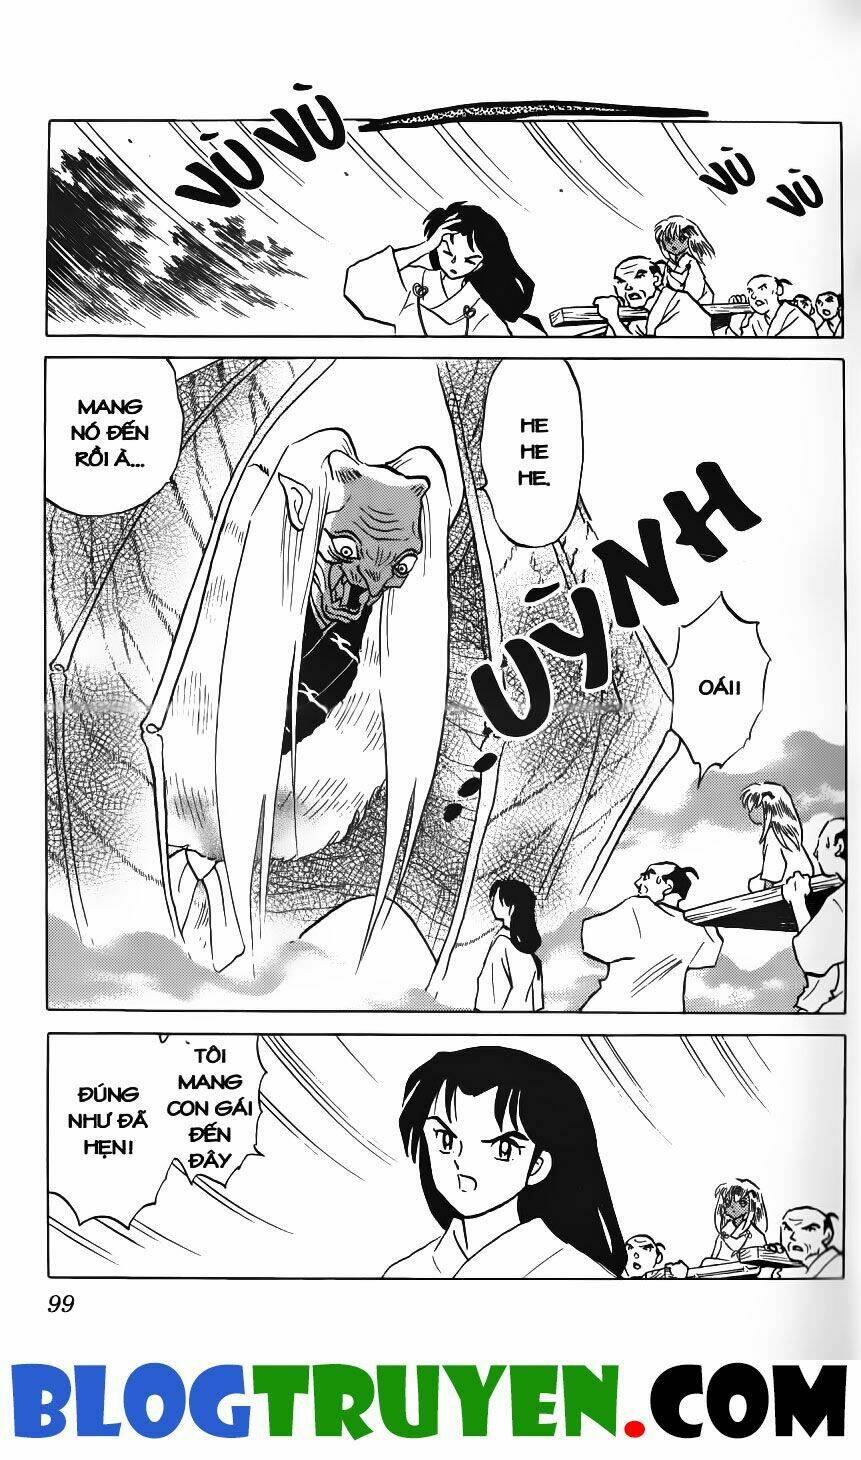 VÙ VÙ
VÙ
VÙ
MANG
NÓ ĐẾN
RỒI À...
HE
HE
HE.
UỲNH
OÁI!
TÔI
MANG
CON GÁI
ĐẾN
ĐÂY
ĐÚNG
NHƯ ĐÃ
HẸN!
99
BLOGTRUYEN.COM